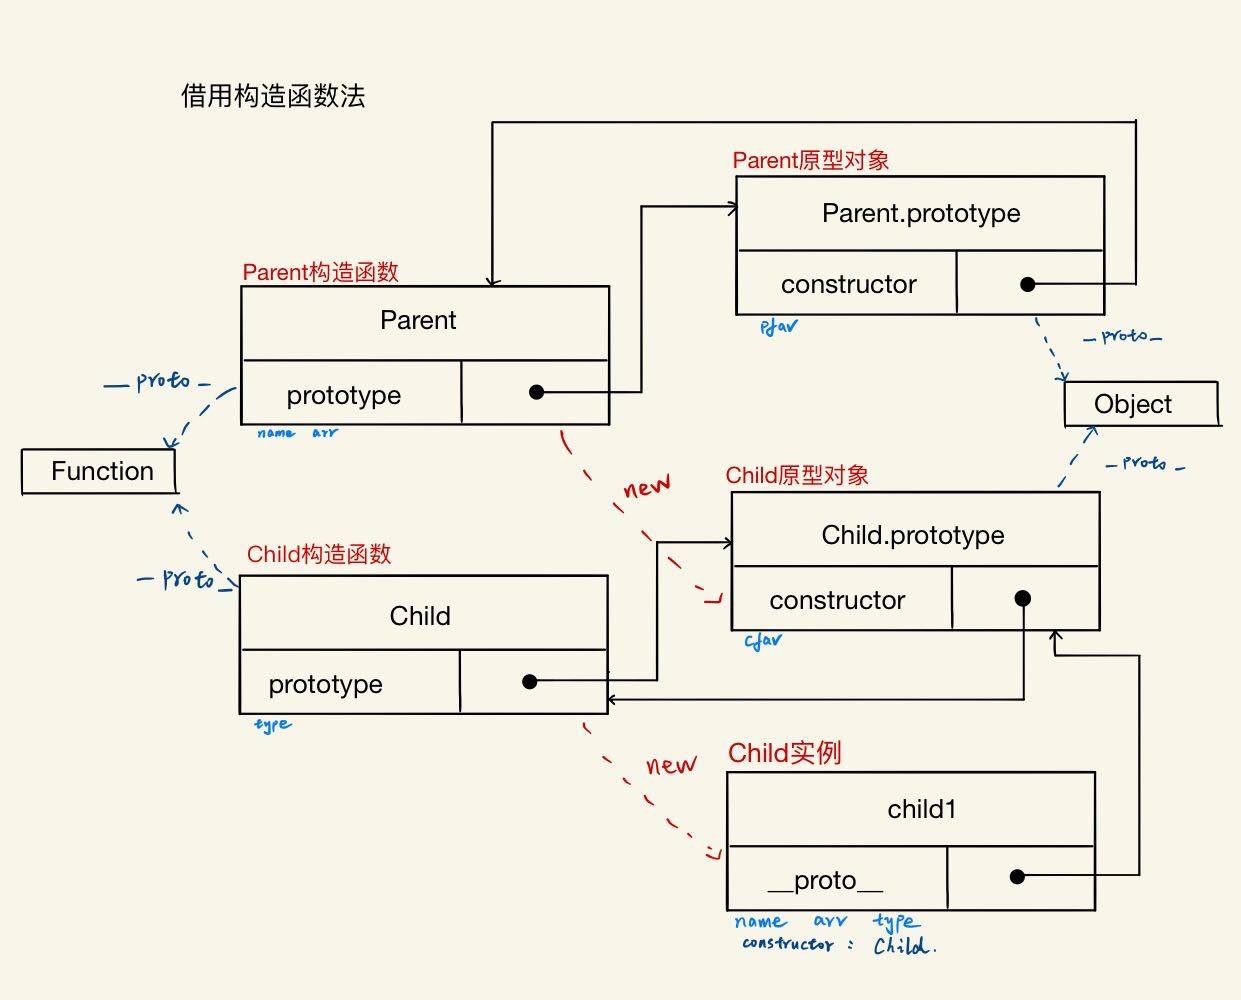 借用构造函数法
Parent原型对象
Parent.prototype
constructor
pfav
_proto_
Parent构造函数
Parent
prototype
name arr
_proto_
Object
_proto_
Function
new
Child原型对象
Child.prototype
constructor
cfav
Child构造函数
_proto_
Child
prototype
type
new
Child实例
child1
__proto__
name arr type
constructor : Child.